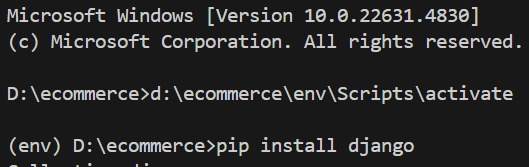 Microsoft Windows [Version 10.0.22631.4830]
(c) Microsoft Corporation. All rights reserved.
D:\ecommerce>d:\ecommerce\env\Scripts\activate
(env) D:\ecommerce>pip install django